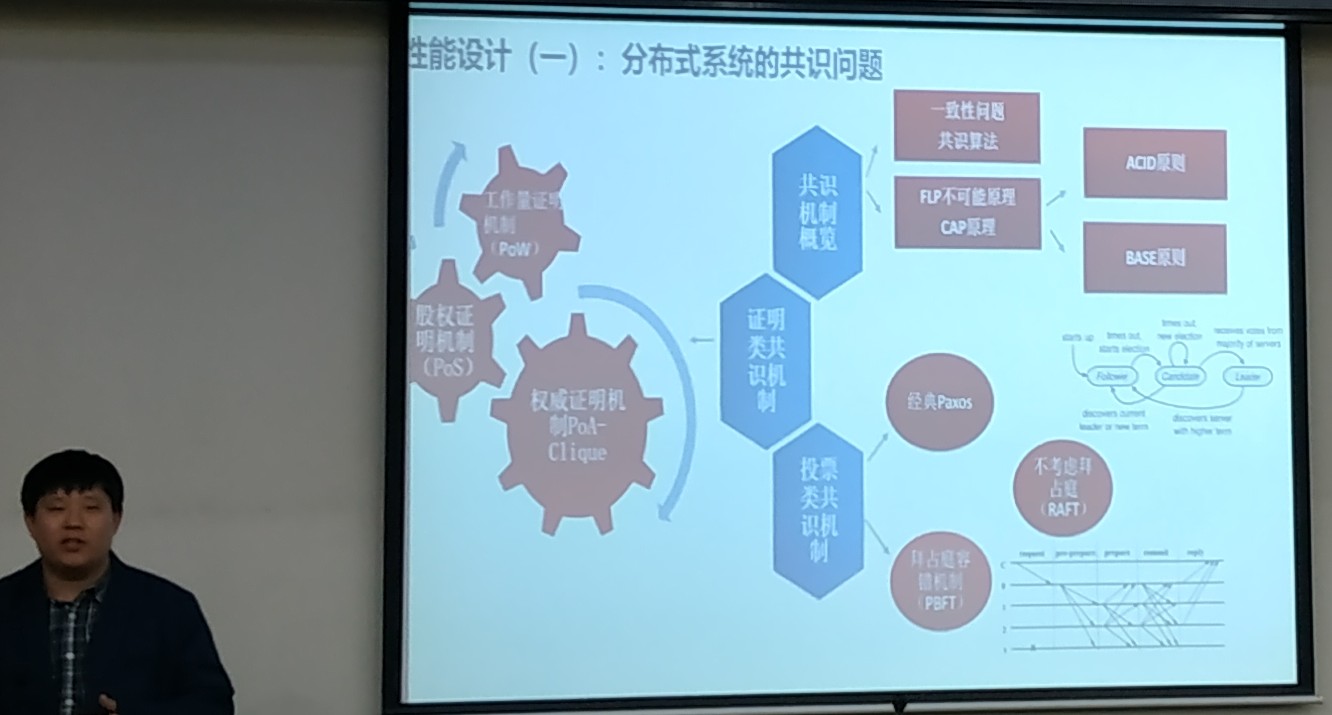 性能设计（一）：分布式系统的共识问题
工作量证明
机制
（PoW）
股权证
明机制
（PoS）
权威证明机
制PoA-
Clique
共识
机制
概览
证明
类共
识机
制
投票
类共
识机
制
一致性问题
共识算法
FLP不可能原理
CAP原理
ACID原则
BASE原则
经典Paxos
不考虑拜
占庭
（RAFT）
拜占庭容
错机制
（PBFT）
starts up
times out,
starts election
times out,
new election
receives votes from
majority of servers
Follower
Candidate
Leader
discovers current
leader or new term
discovers server
with higher term
request pre-prepare prepare commit reply
C
0
1
2
3